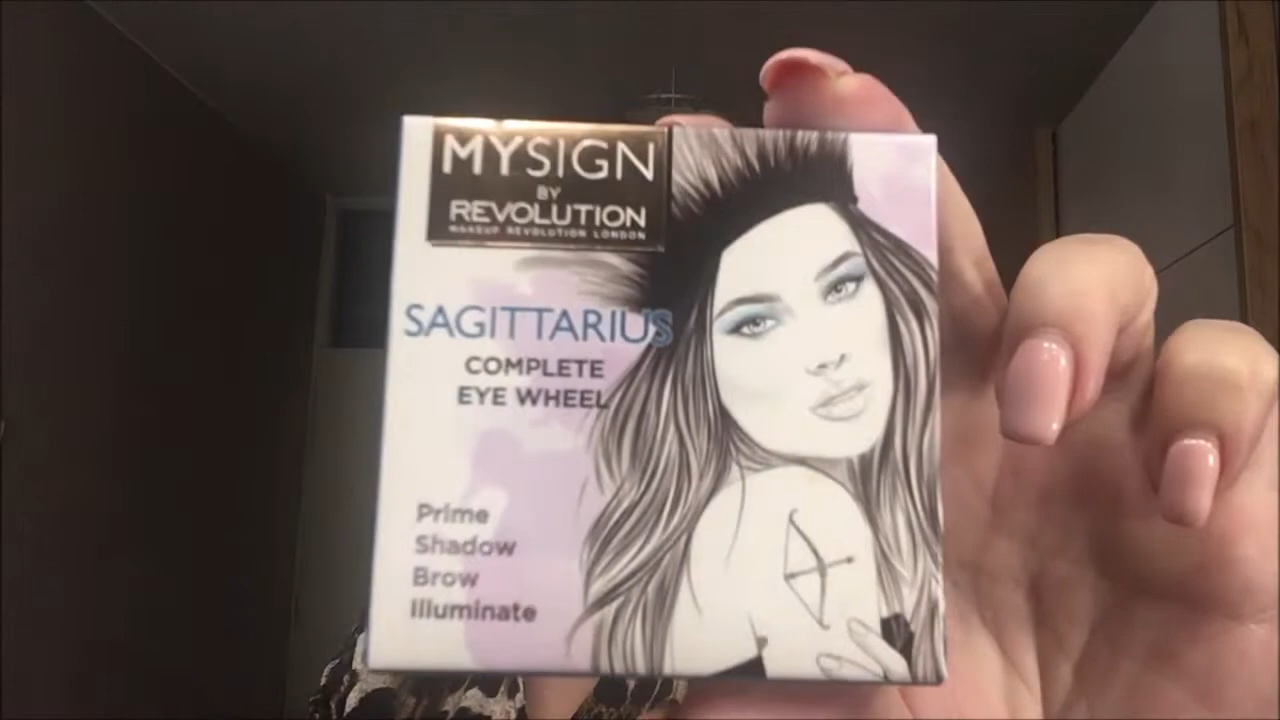 MYSIGN
BY
REVOLUTION
MAKEUP REVOLUTION LONDON
SAGITTARIUS
COMPLETE
EYE WHEEL
Prime
Shadow
Brow
Illuminate